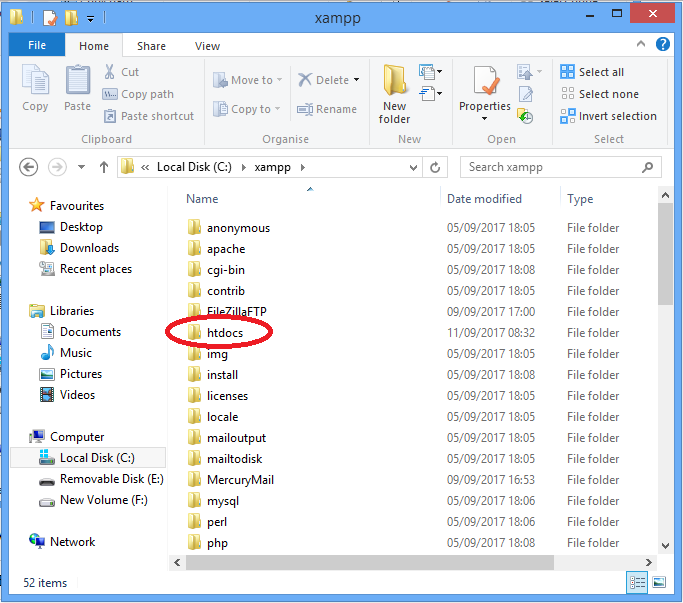 xampp
File Home Share View
Copy
Paste
Cut
Copy path
Paste shortcut
Clipboard
Move to
Copy to
Delete
Rename
Organise
New
folder
New
Properties
Open
Select all
Select none
Invert selection
Select
« Local Disk (C:) xampp
Search xampp
Name Date modified Type
Favourites
Desktop
Downloads
Recent places
Libraries
Documents
Music
Pictures
Videos
Computer
Local Disk (C:)
Removable Disk (E:)
New Volume (F:)
Network
anonymous 05/09/2017 18:05 File folder
apache 05/09/2017 18:05 File folder
cgi-bin 05/09/2017 18:08 File folder
contrib 05/09/2017 18:05 File folder
FileZillaFTP 09/09/2017 17:00 File folder
htdocs 11/09/2017 08:32 File folder
img 05/09/2017 18:05 File folder
install 05/09/2017 18:08 File folder
licenses 05/09/2017 18:05 File folder
locale 05/09/2017 18:05 File folder
mailoutput 05/09/2017 18:05 File folder
mailtodisk 05/09/2017 18:05 File folder
MercuryMail 09/09/2017 16:53 File folder
mysql 05/09/2017 18:06 File folder
perl 05/09/2017 18:06 File folder
php 05/09/2017 18:08 File folder
52 items